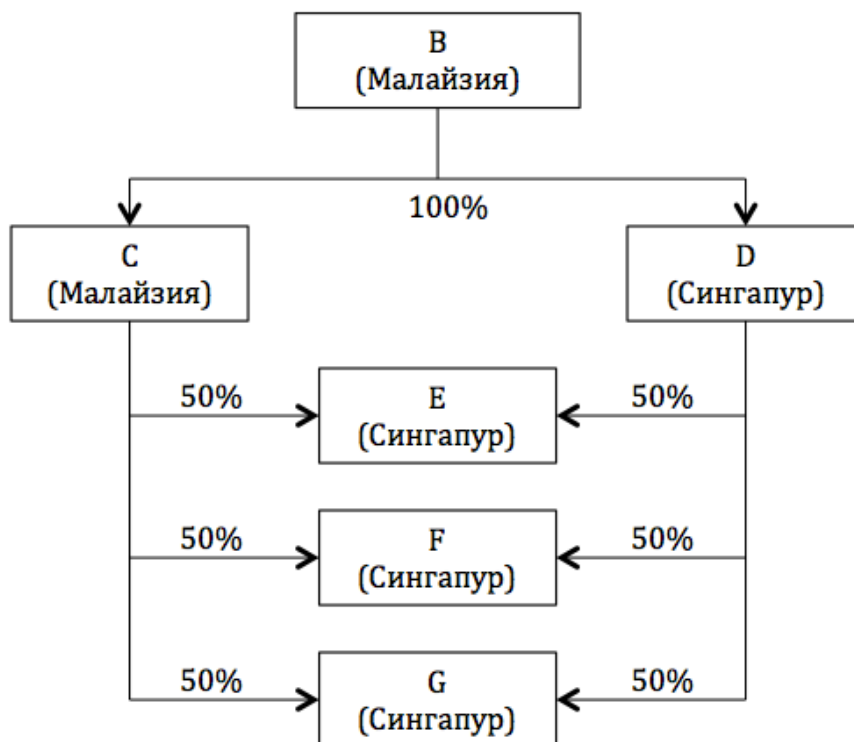 B
(Малайзия)
100%
C
(Малайзия)
D
(Сингапур)
50%
E
(Сингапур)
50%
50%
F
(Сингапур)
50%
50%
G
(Сингапур)
50%